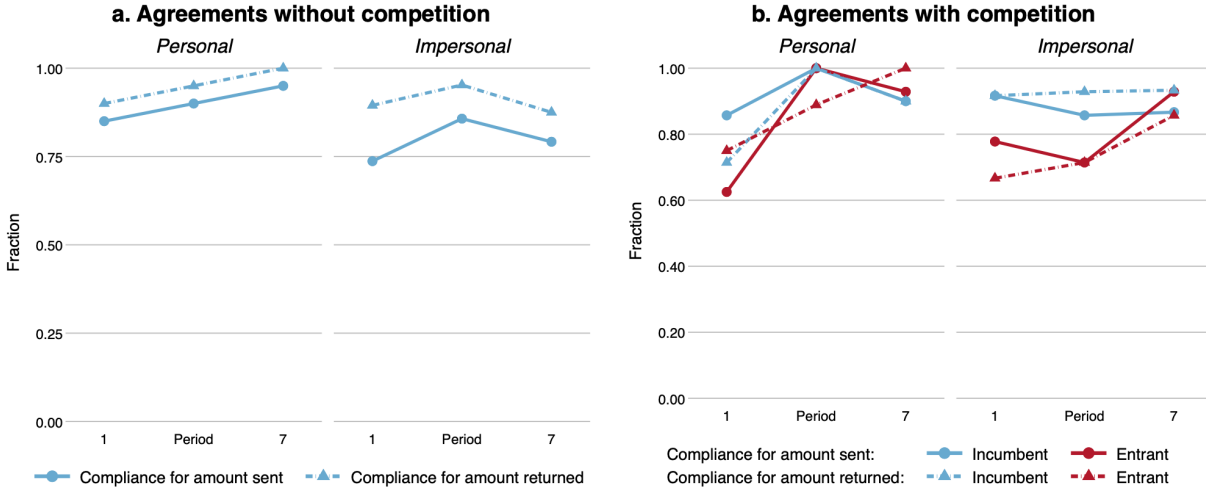 a. Agreements without competition
Personal
Impersonal
Fraction
1.00
0.75
0.50
0.25
0.00
1
Period
7
1
Period
7
Compliance for amount sent
Compliance for amount returned
b. Agreements with competition
Personal
Impersonal
Fraction
1.00
0.80
0.60
0.40
0.20
0.00
1
Period
7
1
Period
7
Compliance for amount sent: Incumbent Entrant
Compliance for amount returned: Incumbent Entrant